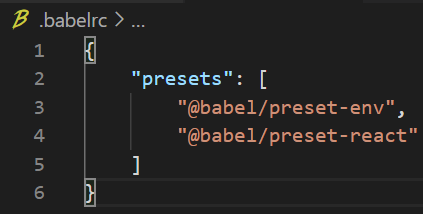 .babelrc > ...
1 {
2     "presets": [
3         "@babel/preset-env",
4         "@babel/preset-react"
5     ]
6 }